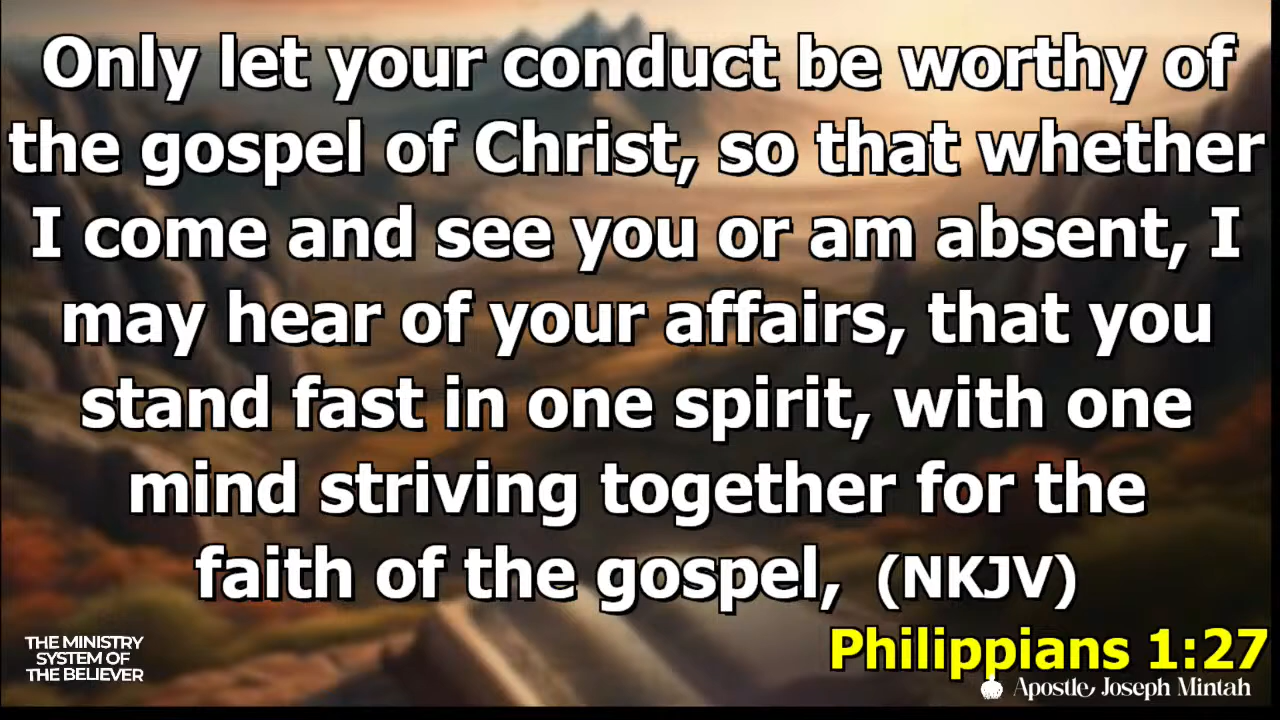 Only let your conduct be worthy of
the gospel of Christ, so that whether
I come and see you or am absent, I
may hear of your affairs, that you
stand fast in one spirit, with one
mind striving together for the
faith of the gospel, (NKJV)
Philippians 1:27
THE MINISTRY
SYSTEM OF
THE BELIEVER
Apostle Joseph Mintah